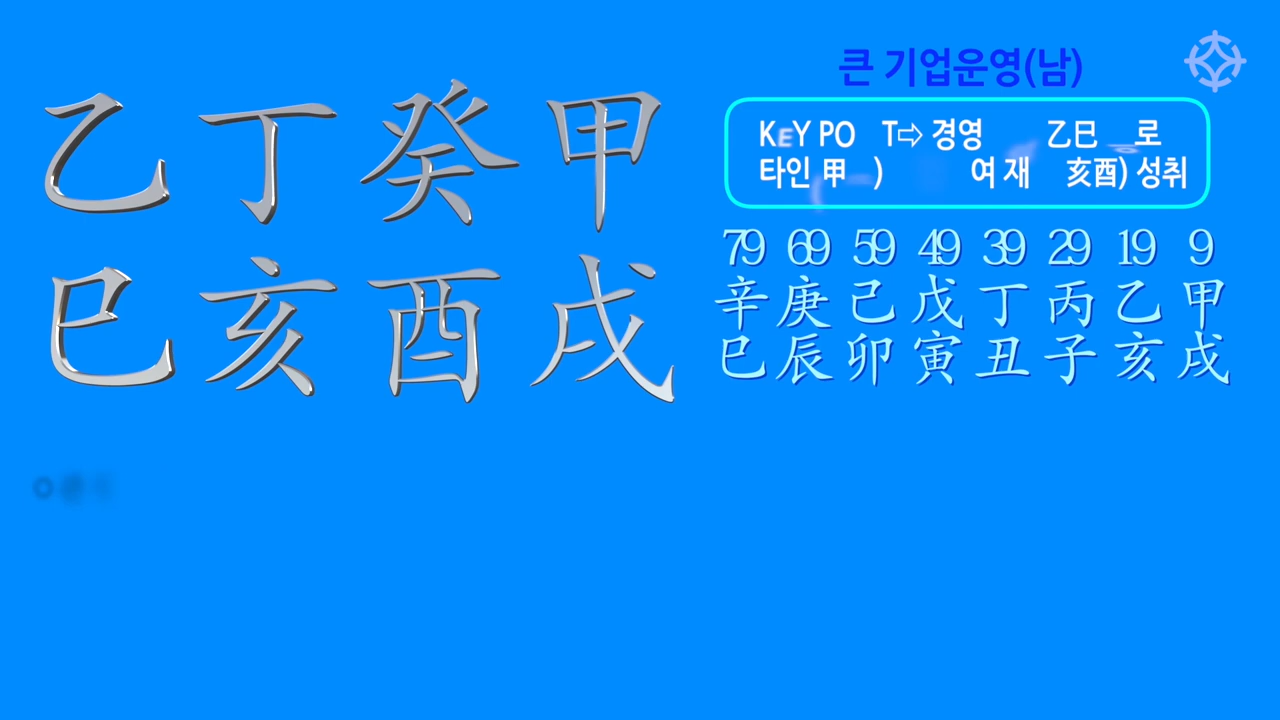 乙丁癸甲
巳亥酉戌
큰 기업운영(남)
KEY PO T⇨ 경영 乙巳 로
타인 甲 ) 여 재 亥酉) 성취
79 69 59 49 39 29 19 9
辛庚己戊丁丙乙甲
巳辰卯寅丑子亥戌